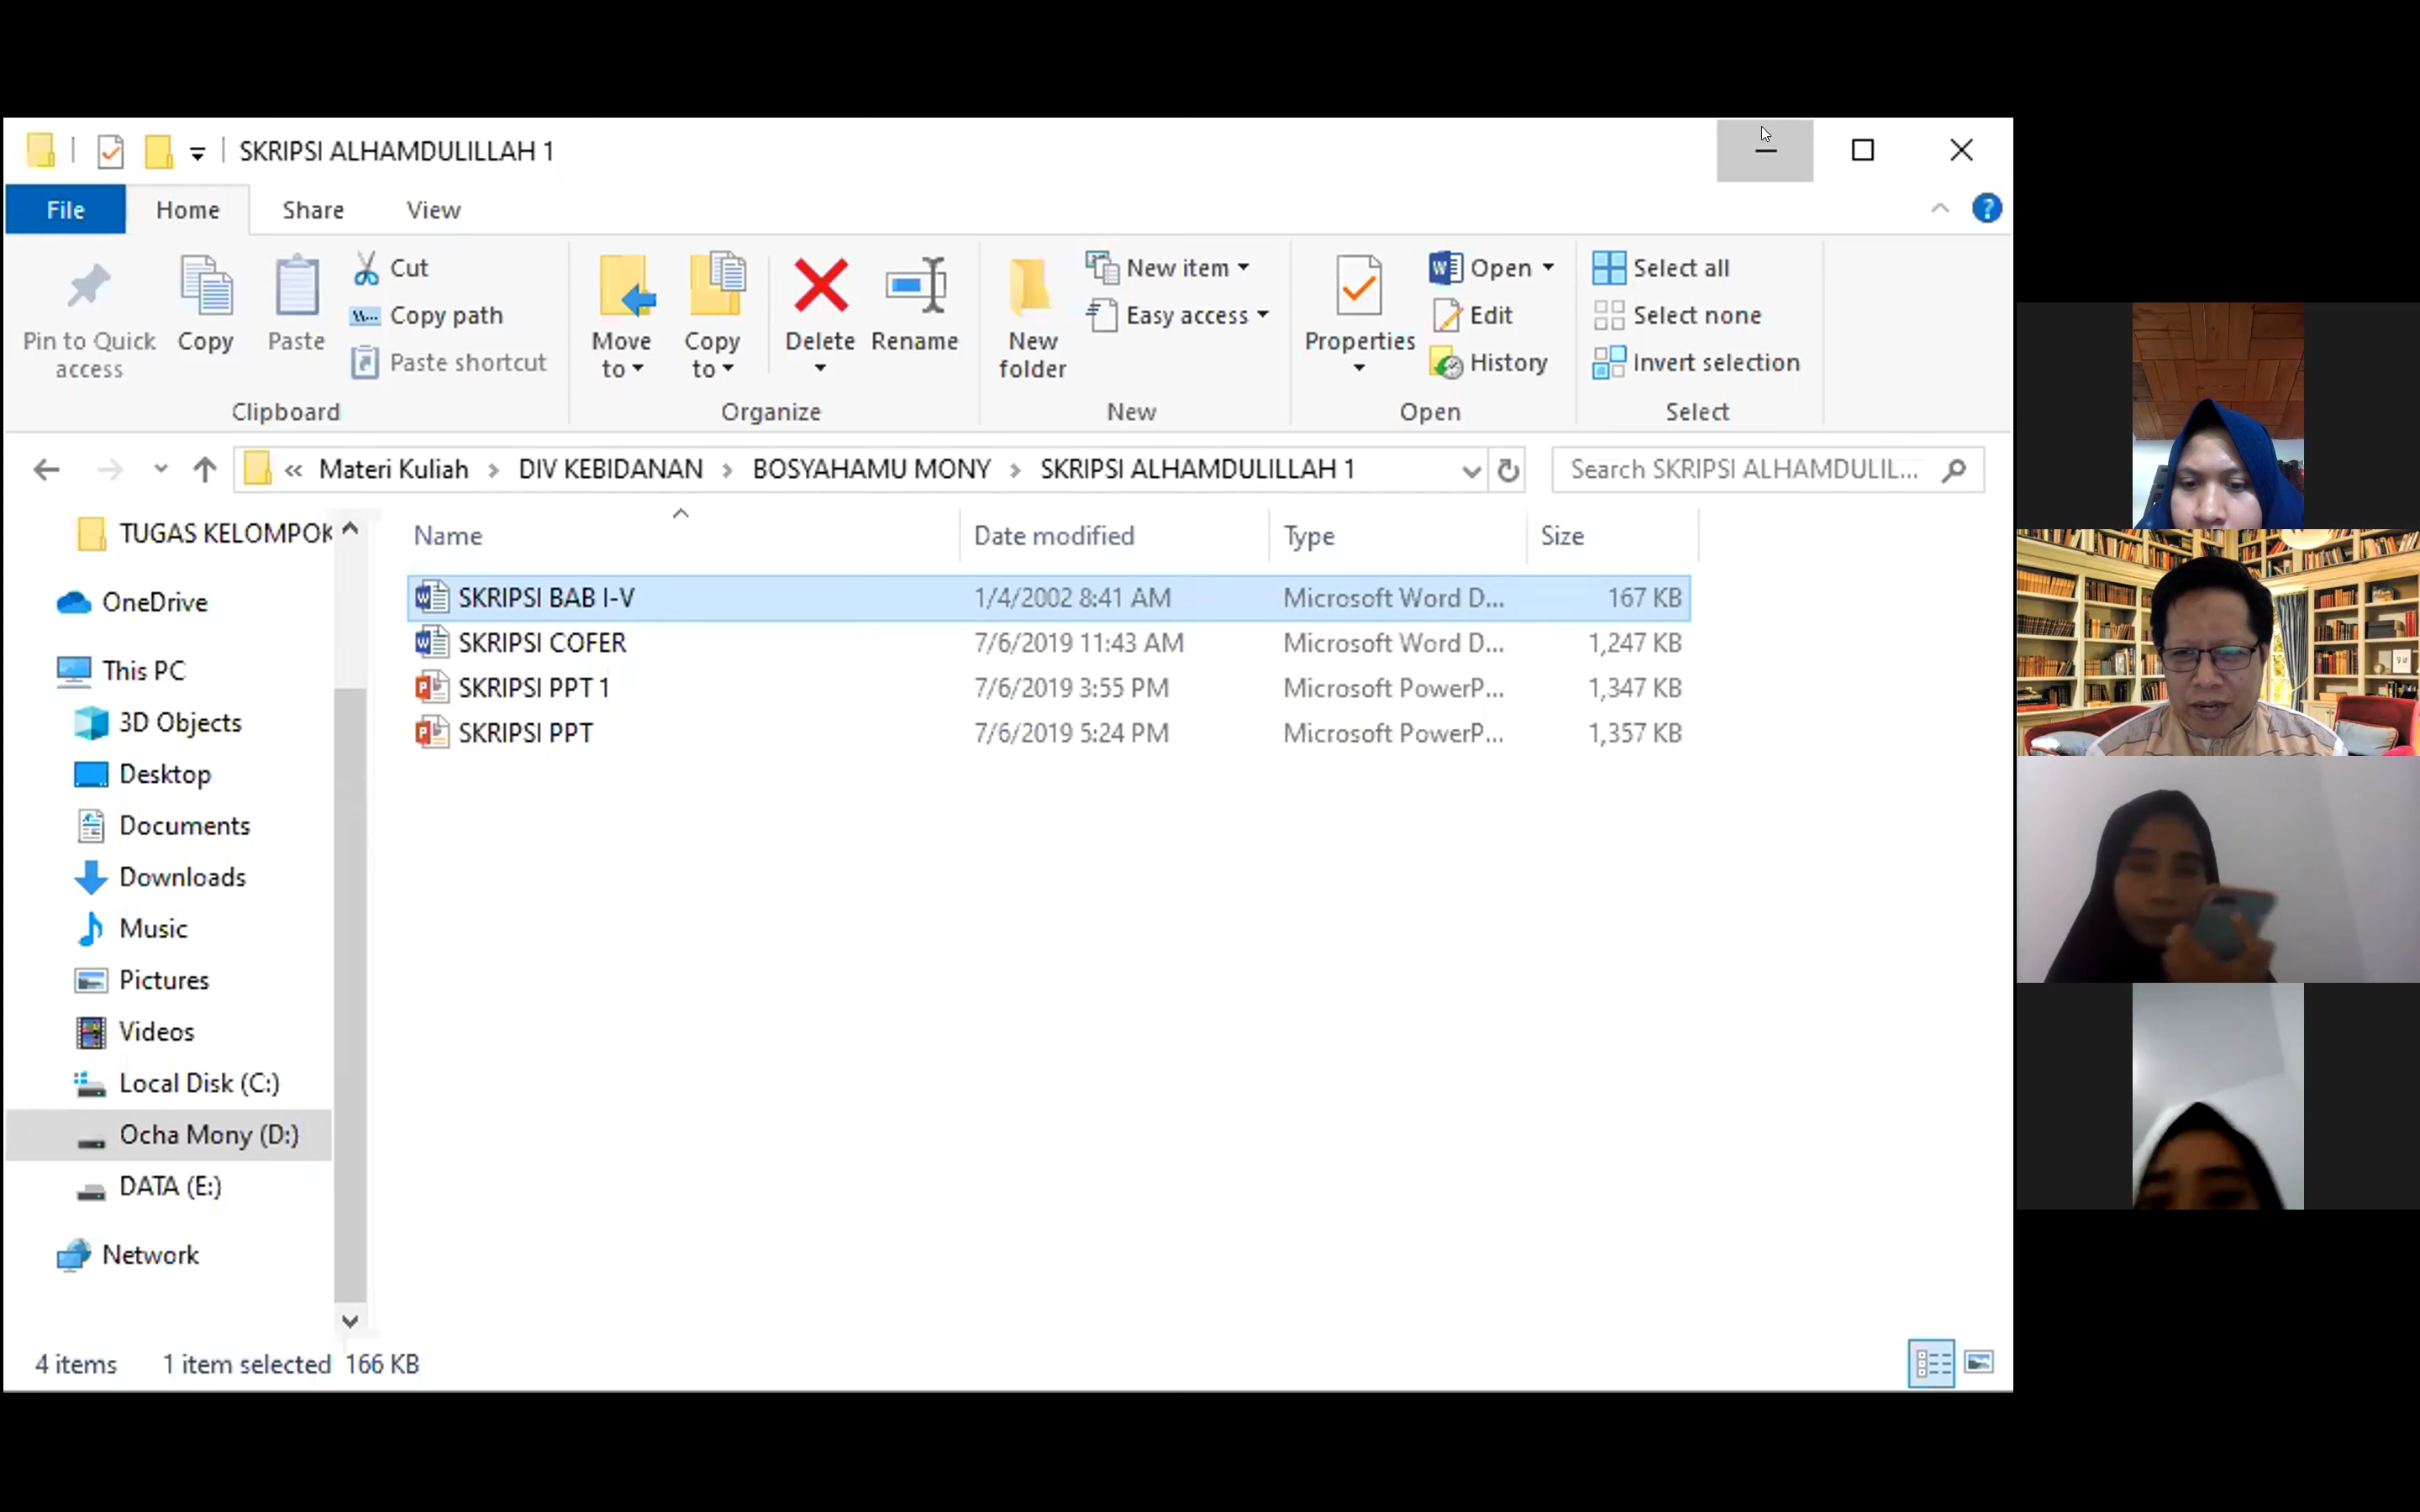 SKRIPSI ALHAMDULILLAH 1
File Home Share View
Pin to Quick access
Copy
Paste
Cut
Copy path
Paste shortcut
Clipboard
Move to
Copy to
Delete
Rename
Organize
New folder
New item
Easy access
New
Properties
Open
Edit
History
Open
Select all
Select none
Invert selection
Select
« Materi Kuliah > DIV KEBIDANAN > BOSYAHAMU MONY > SKRIPSI ALHAMDULILLAH 1
Search SKRIPSI ALHAMDULIL...
TUGAS KELOMPOK
OneDrive
This PC
3D Objects
Desktop
Documents
Downloads
Music
Pictures
Videos
Local Disk (C:)
Ocha Mony (D:)
DATA (E:)
Network
Name Date modified Type Size
SKRIPSI BAB I-V 1/4/2002 8:41 AM Microsoft Word D... 167 KB
SKRIPSI COFER 7/6/2019 11:43 AM Microsoft Word D... 1,247 KB
SKRIPSI PPT 1 7/6/2019 3:55 PM Microsoft PowerP... 1,347 KB
SKRIPSI PPT 7/6/2019 5:24 PM Microsoft PowerP... 1,357 KB
4 items 1 item selected 166 KB